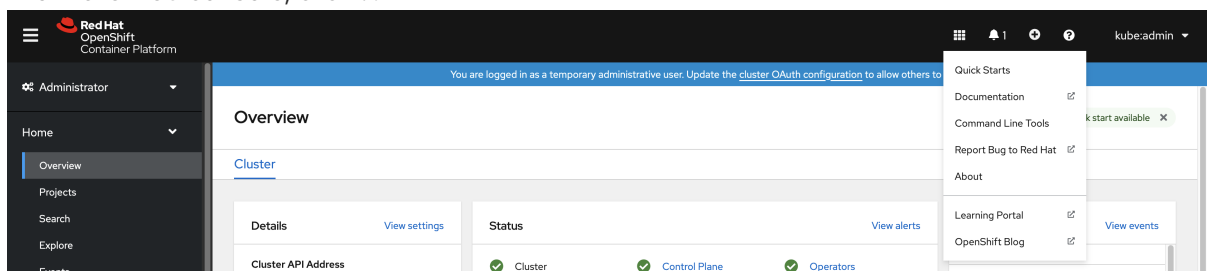 Red Hat
OpenShift
Container Platform
1
kube:admin
Administrator
Home
Overview
Projects
Search
Explore
You are logged in as a temporary administrative user. Update the cluster OAuth configuration to allow others to
Overview
start available
Cluster
Details
View settings
Cluster API Address
Status
View alerts
Cluster
Control Plane
Operators
View events
Quick Starts
Documentation
Command Line Tools
Report Bug to Red Hat
About
Learning Portal
OpenShift Blog